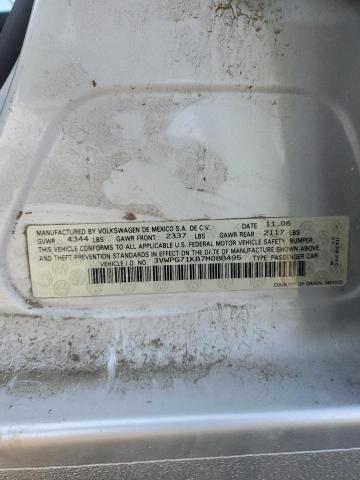 MANUFACTURED BY VOLKSWAGEN DE MEXICO S.A. DE C.V. DATE 11.06
GVWR 4344 LBS GAWR FRONT 2337 LBS GAWR REAR 2117 LBS
THIS VEHICLE CONFORMS TO ALL APPLICABLE U.S. FEDERAL MOTOR VEHICLE SAFETY, BUMPER,
AND THEFT PREVENTION STANDARDS IN EFFECT ON THE DATE OF MANUFACTURE SHOWN ABOVE.
VEHICLE I.D. NO. 3VWPG71K87M088495 TYPE: PASSENGER CAR
COUNTRY OF ORIGIN: MEXICO